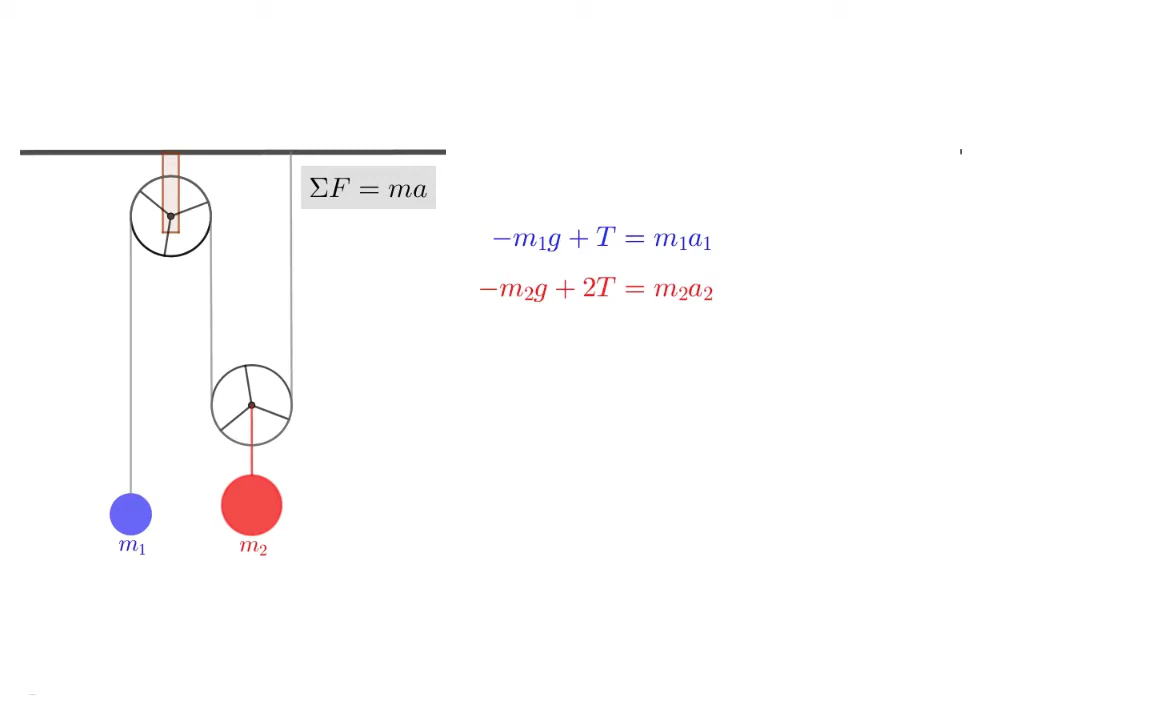 ΣF = ma
−m₁g + T = m₁a₁
−m₂g + 2T = m₂a₂
m₁
m₂